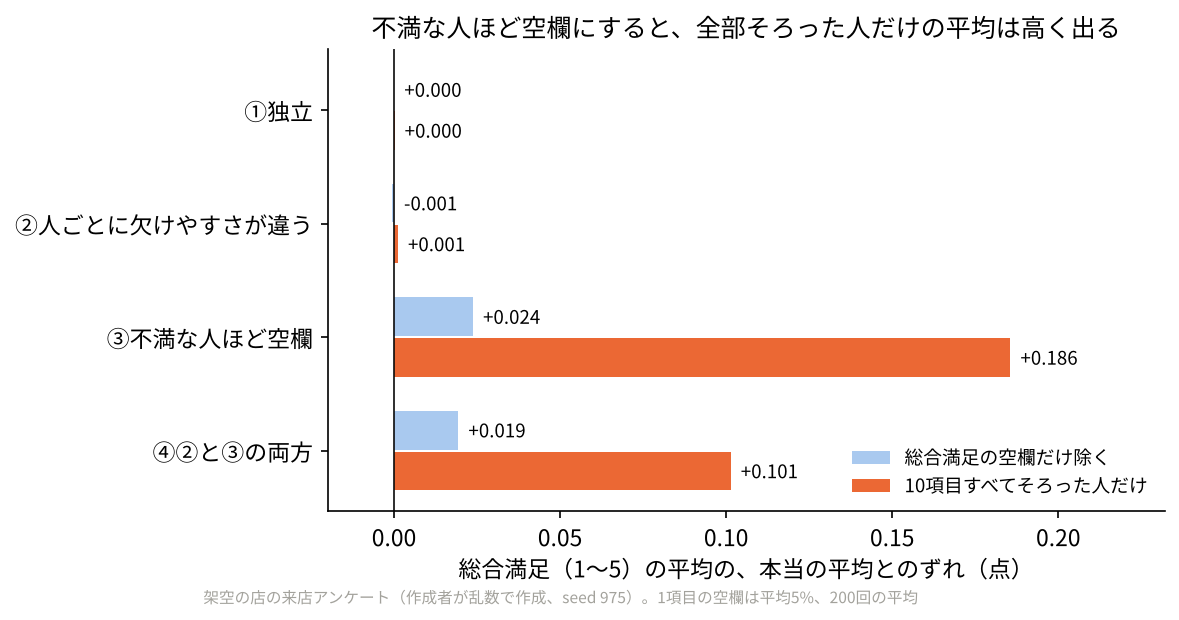 不満な人ほど空欄にすると、全部そろった人だけの平均は高く出る
①独立
+0.000
+0.000
②人ごとに欠けやすさが違う
-0.001
+0.001
③不満な人ほど空欄
+0.024
+0.186
④②と③の両方
+0.019
+0.101
総合満足の空欄だけ除く
10項目すべてそろった人だけ
0.00 0.05 0.10 0.15 0.20
総合満足（1〜5）の平均の、本当の平均とのずれ（点）
架空の店の来店アンケート（作成者が乱数で作成、seed 975）。1項目の空欄は平均5%、200回の平均